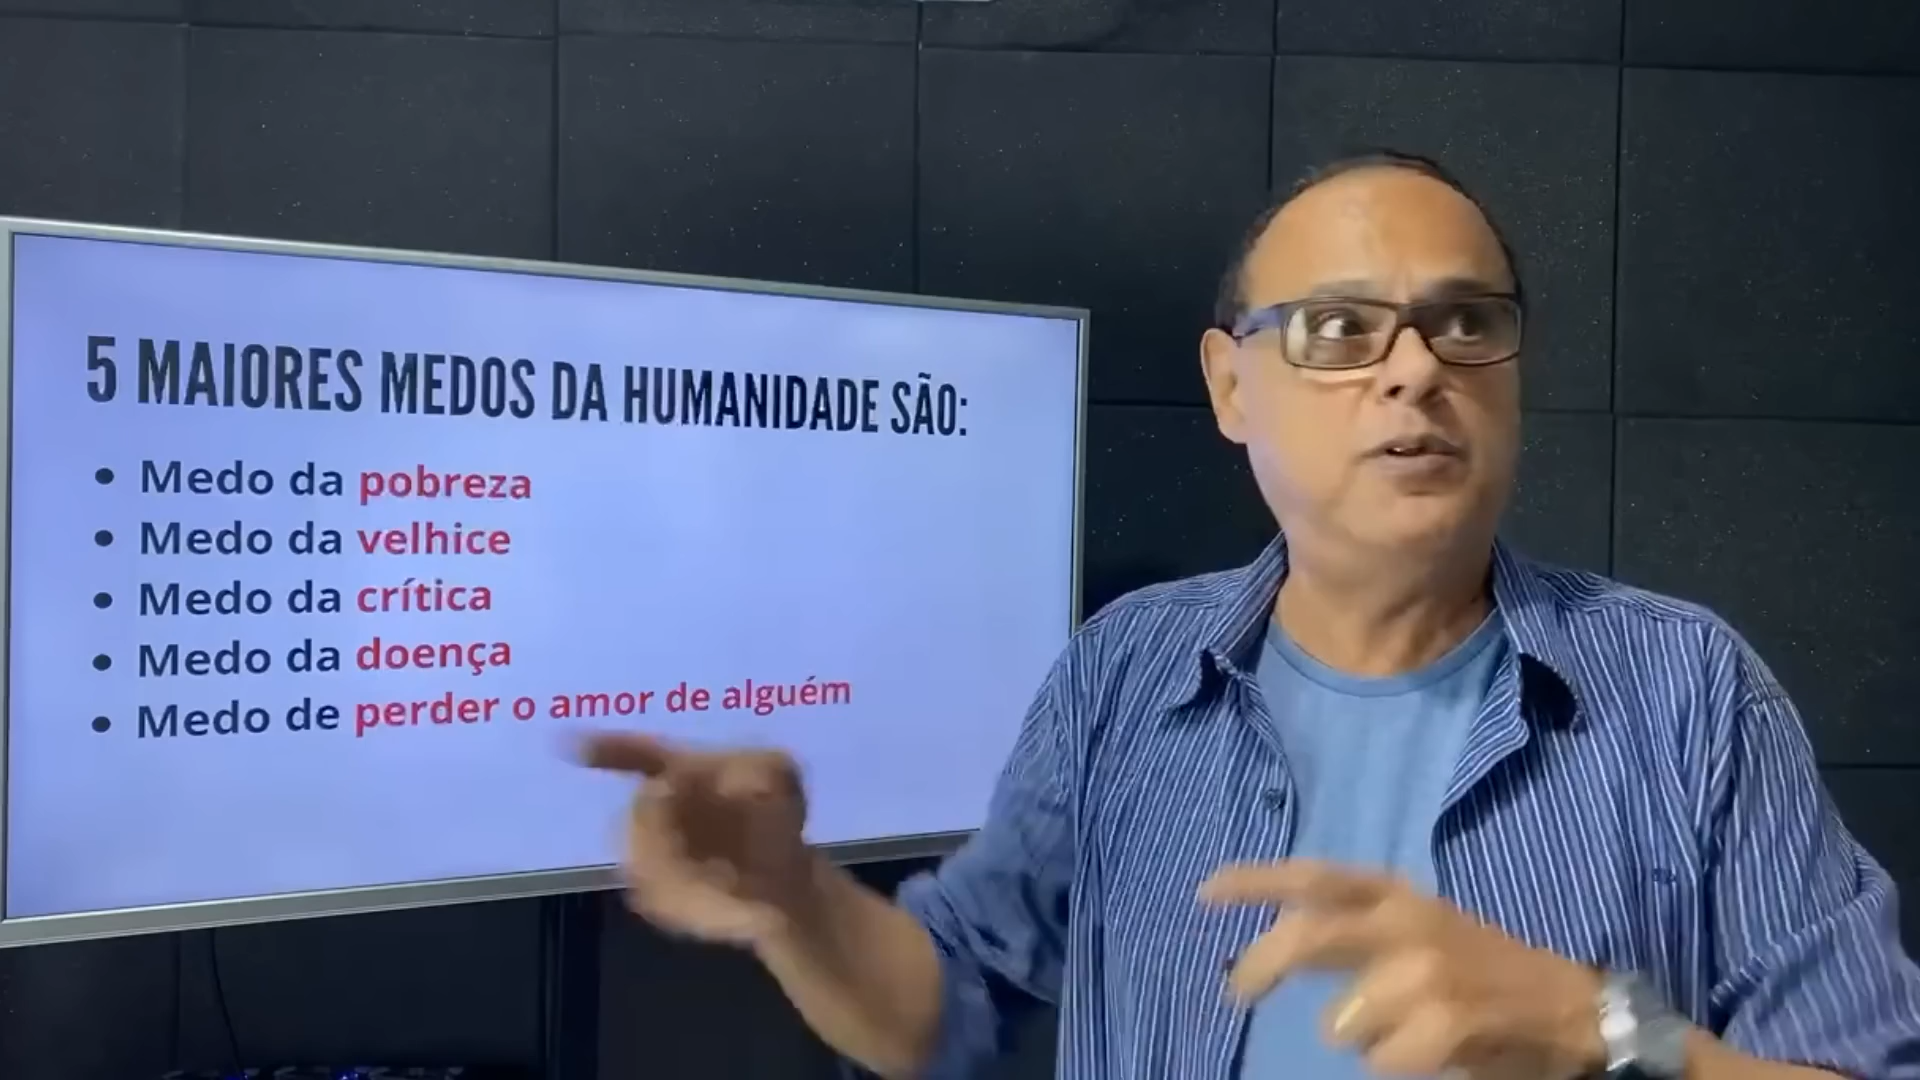 5 MAIORES MEDOS DA HUMANIDADE SÃO:
• Medo da pobreza
• Medo da velhice
• Medo da crítica
• Medo da doença
• Medo de perder o amor de alguém